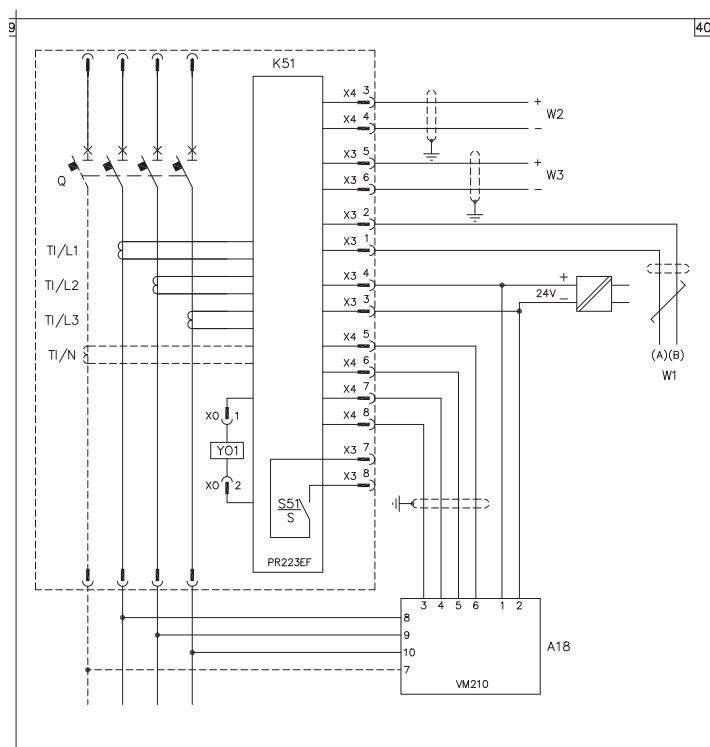 9
40
K51
X4 3
+
W2
X4 4
−
X3 5
+
W3
Q
X3 6
−
X3 2
X3 1
TI/L1
X3 4
+
TI/L2
24V
−
X3 3
TI/L3
X4 5
(A)(B)
TI/N
X4 6
W1
X4 7
X0 1
X4 8
Y01
X3 7
X0 2
X3 8
S51
S
PR223EF
3 4 5 6 1 2
8
9
A18
10
7
VM210